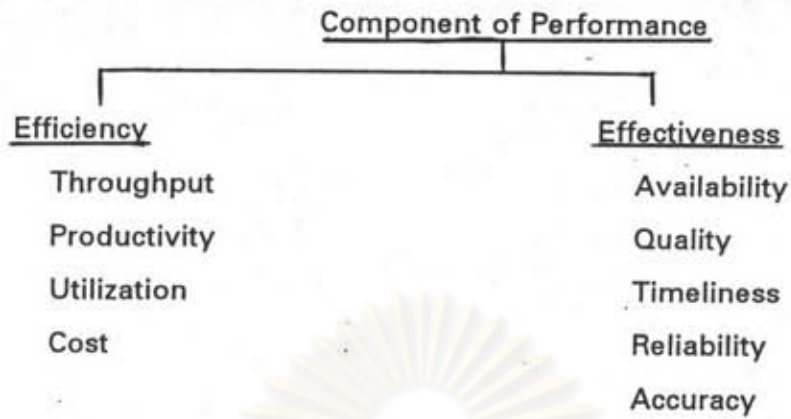 Component of Performance
Efficiency
Throughput
Productivity
Utilization
Cost
Effectiveness
Availability
Quality
Timeliness
Reliability
Accuracy